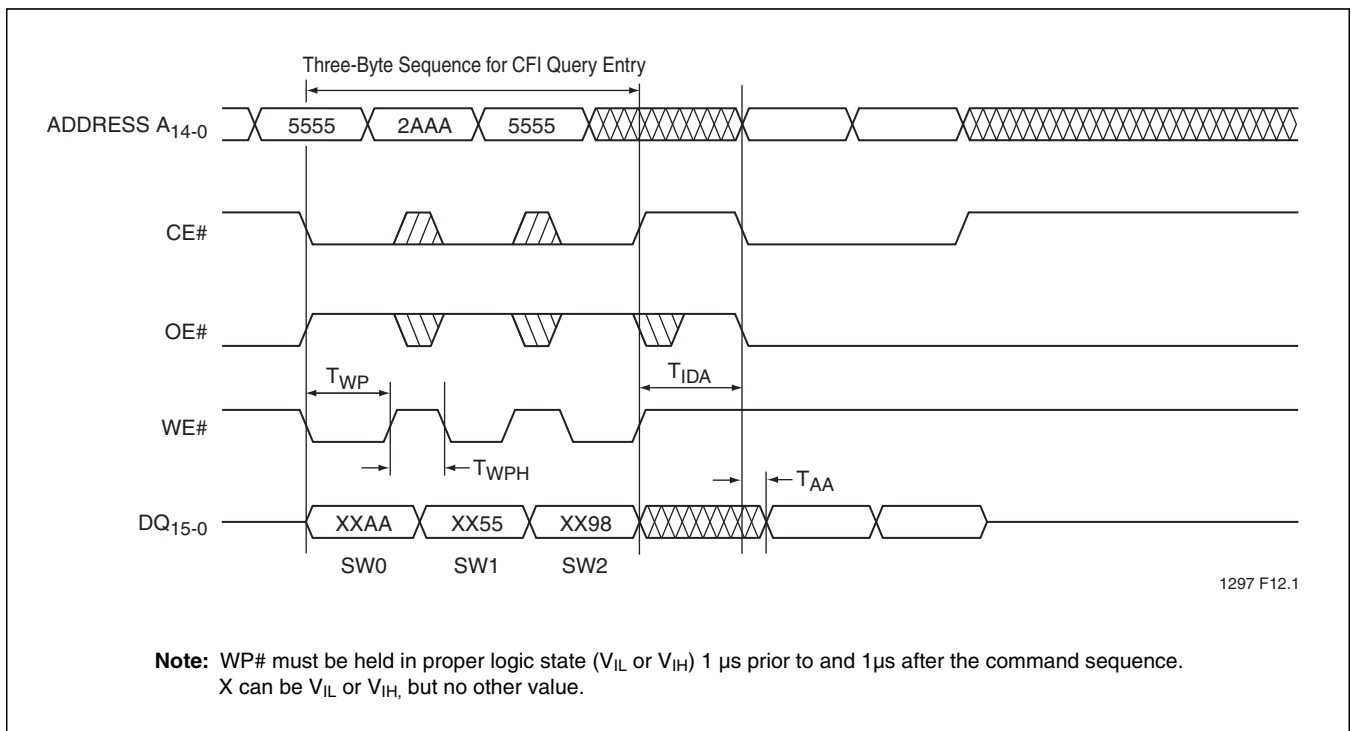 Three-Byte Sequence for CFI Query Entry
ADDRESS A14-0
5555 2AAA 5555
CE#
OE#
TWP
TIDA
WE#
TWPH
TAA
DQ15-0
XXAA XX55 XX98
SW0 SW1 SW2
1297 F12.1
Note: WP# must be held in proper logic state (VIL or VIH) 1 µs prior to and 1µs after the command sequence.
X can be VIL or VIH, but no other value.